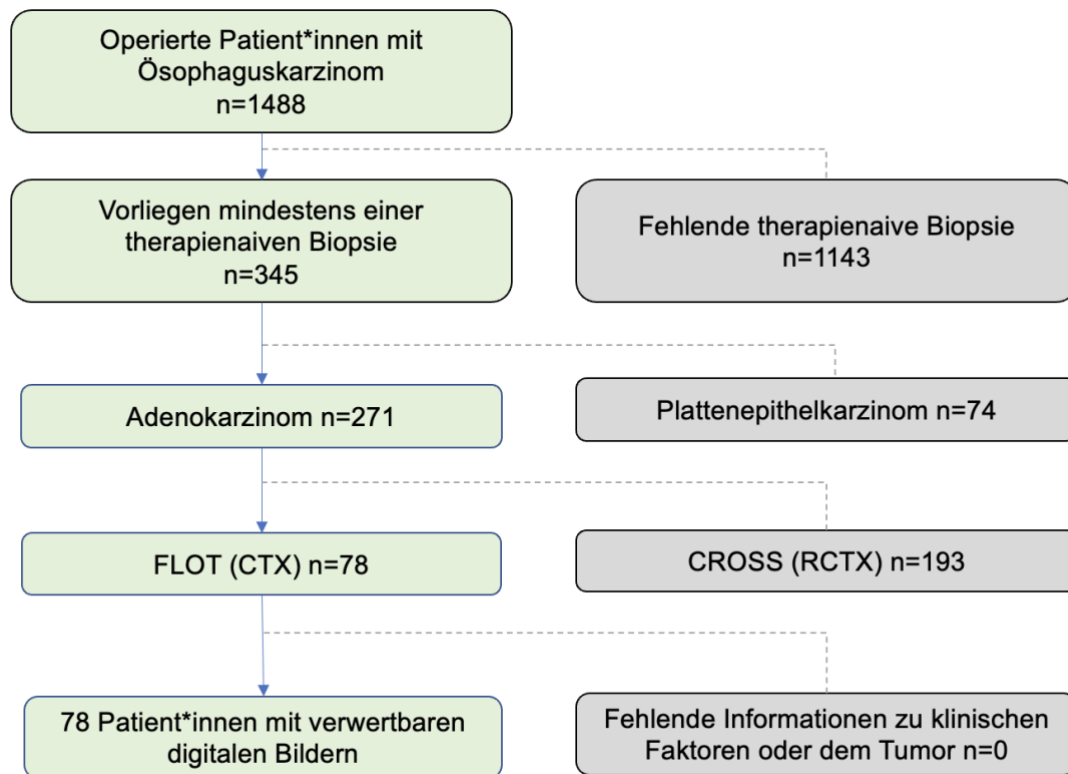 Operierte Patient*innen mit
Ösophaguskarzinom
n=1488
Vorliegen mindestens einer
therapienaiven Biopsie
n=345
Fehlende therapienaive Biopsie
n=1143
Adenokarzinom n=271
Plattenepithelkarzinom n=74
FLOT (CTX) n=78
CROSS (RCTX) n=193
78 Patient*innen mit verwertbaren
digitalen Bildern
Fehlende Informationen zu klinischen
Faktoren oder dem Tumor n=0